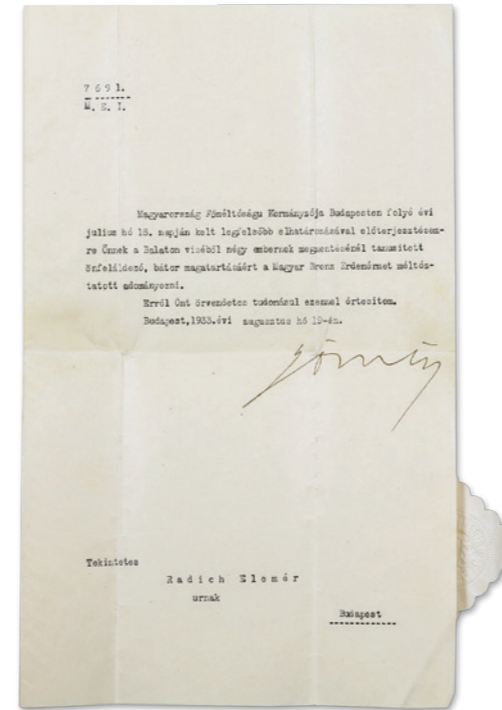 7691.
M. E. I.
Magyarország Főméltóságu Kormányzója Budapesten folyó évi
julius hó 18. napján kelt legfelsőbb elhatározásával előterjesztésem-
re Önnek a Balaton vizéből négy embernek megmentésénél tanusitott
önfeláldozó, bátor magatartásáért a Magyar Bronz Érdemérmet méltóz-
tatott adományozni.
Erről Önt örvendetes tudomásul ezennel értesitem.
Budapest,1933.évi augusztus hó 19-én.
Gömbös
Tekintetes
Radich Elemér
urnak
Budapest